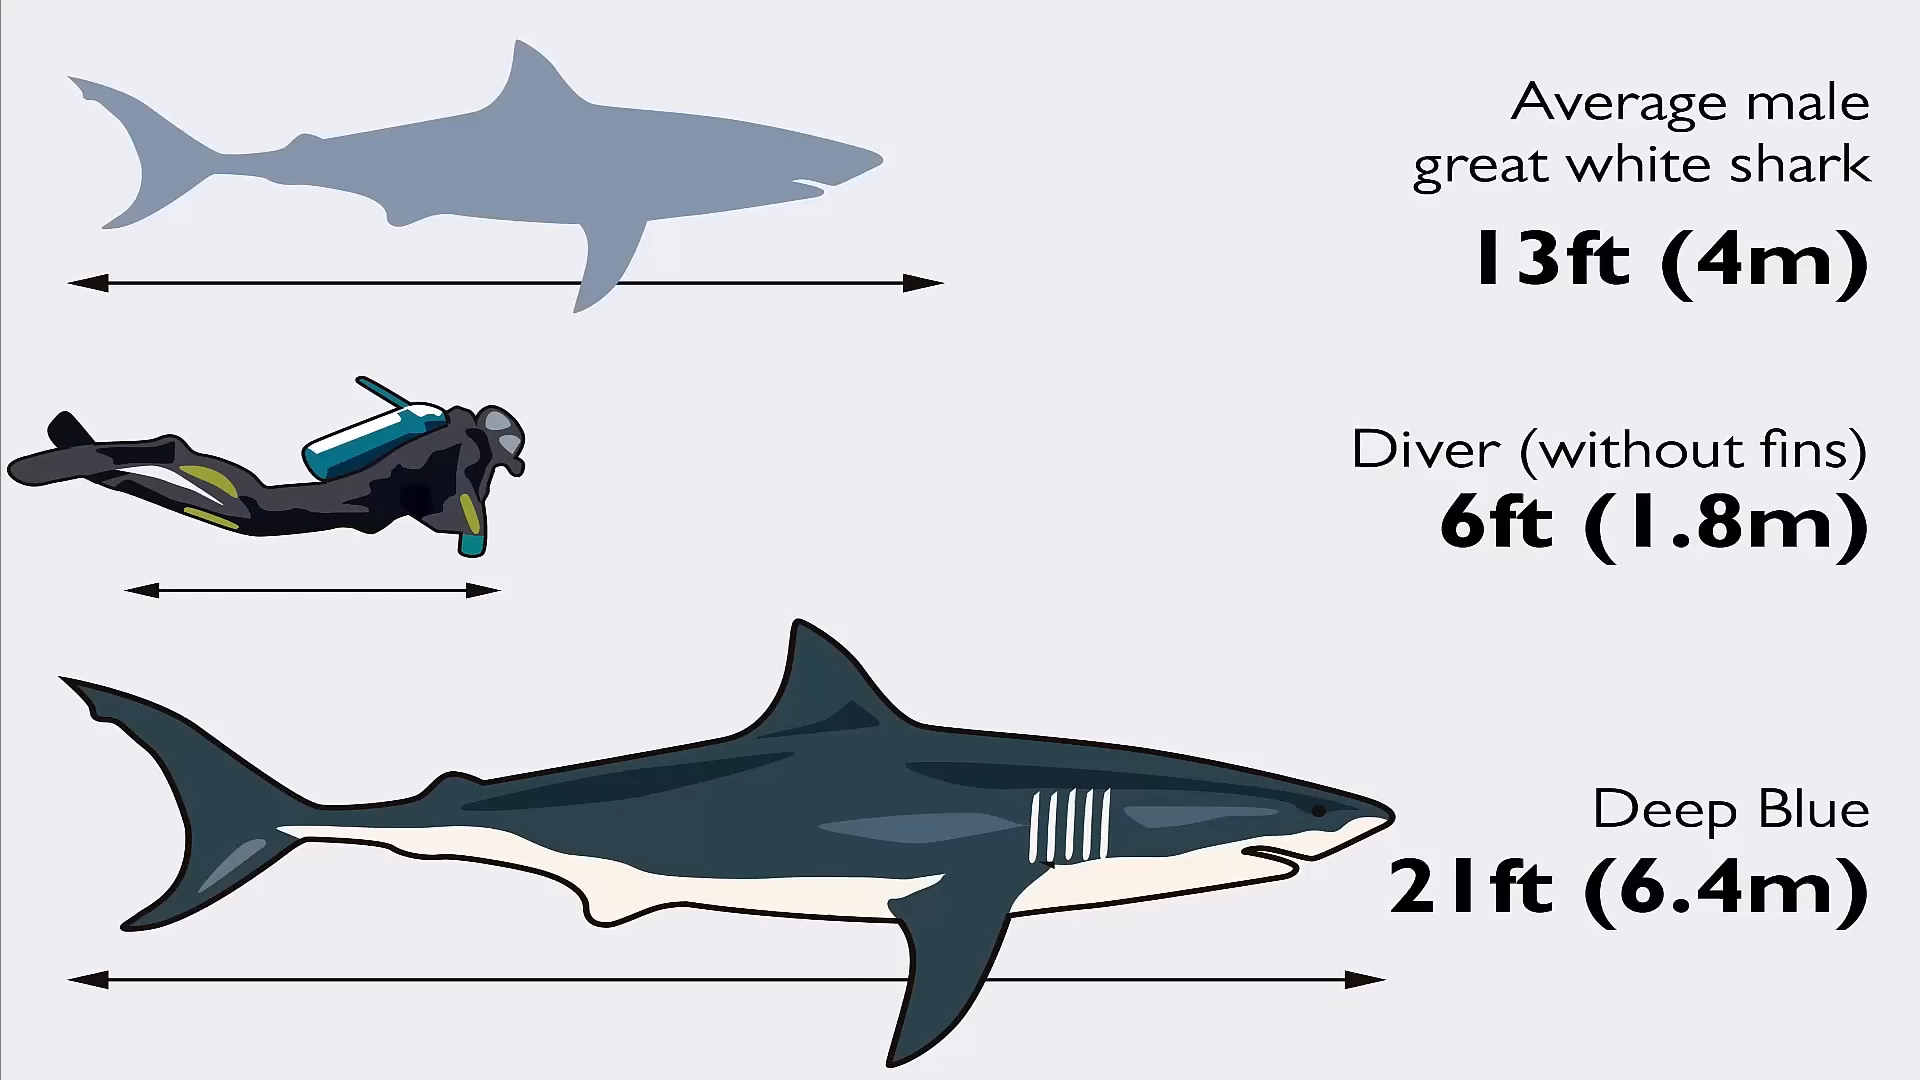 Average male
great white shark
13ft (4m)
Diver (without fins)
6ft (1.8m)
Deep Blue
21ft (6.4m)